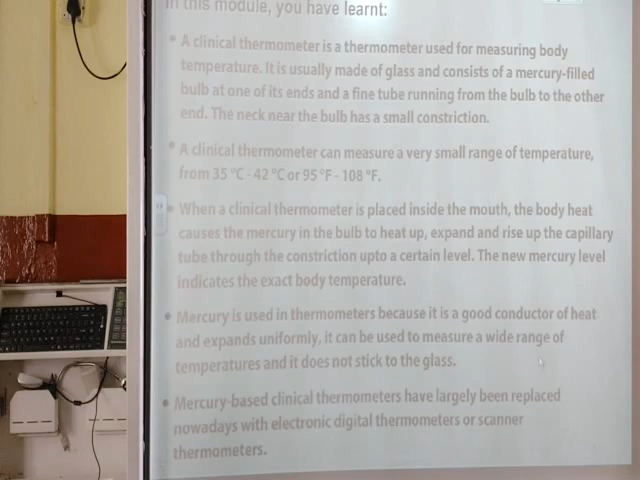 In this module, you have learnt:
• A clinical thermometer is a thermometer used for measuring body
temperature. It is usually made of glass and consists of a mercury-filled
bulb at one of its ends and a fine tube running from the bulb to the other
end. The neck near the bulb has a small constriction.
• A clinical thermometer can measure a very small range of temperature,
from 35 °C - 42 °C or 95 °F - 108 °F.
• When a clinical thermometer is placed inside the mouth, the body heat
causes the mercury in the bulb to heat up, expand and rise up the capillary
tube through the constriction upto a certain level. The new mercury level
indicates the exact body temperature.
• Mercury is used in thermometers because it is a good conductor of heat
and expands uniformly, it can be used to measure a wide range of
temperatures and it does not stick to the glass.
• Mercury-based clinical thermometers have largely been replaced
nowadays with electronic digital thermometers or scanner
thermometers.